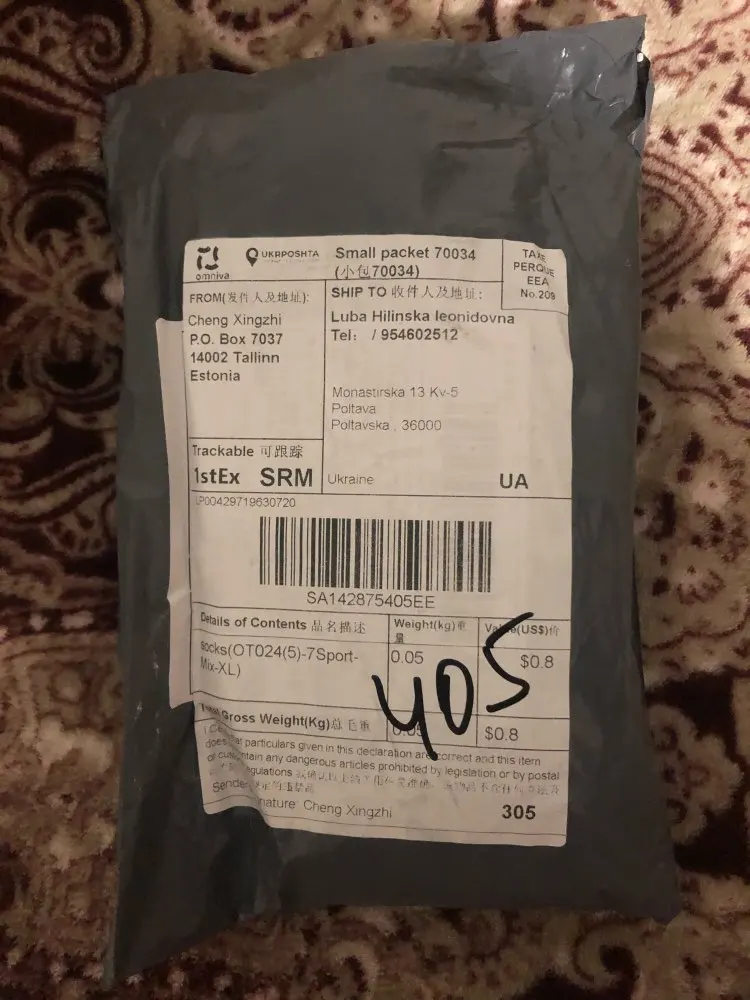 omniva
UKRPOSHTA
Small packet 70034
(小包70034)
TAXE
PERQUE
EEA
No.209
FROM(发件人及地址):
Cheng Xingzhi
P.O. Box 7037
14002 Tallinn
Estonia
SHIP TO 收件人及地址:
Luba Hilinska leonidovna
Tel: / 954602512
Monastirska 13 Kv-5
Poltava
Poltavska , 36000
Trackable 可跟踪
1stEx SRM
Ukraine
UA
LP00429719630720
SA142875405EE
Details of Contents 品名描述
Weight(kg)重
量
Value(US$)价
socks(OT024(5)-7Sport-
Mix-XL)
0.05
$0.8
405
Gross Weight(Kg)总毛重
0.05
$0.8
particulars given in this declaration are correct and this item
does contain any dangerous articles prohibited by legislation or by postal
regulations
Sender Cheng Xingzhi
305